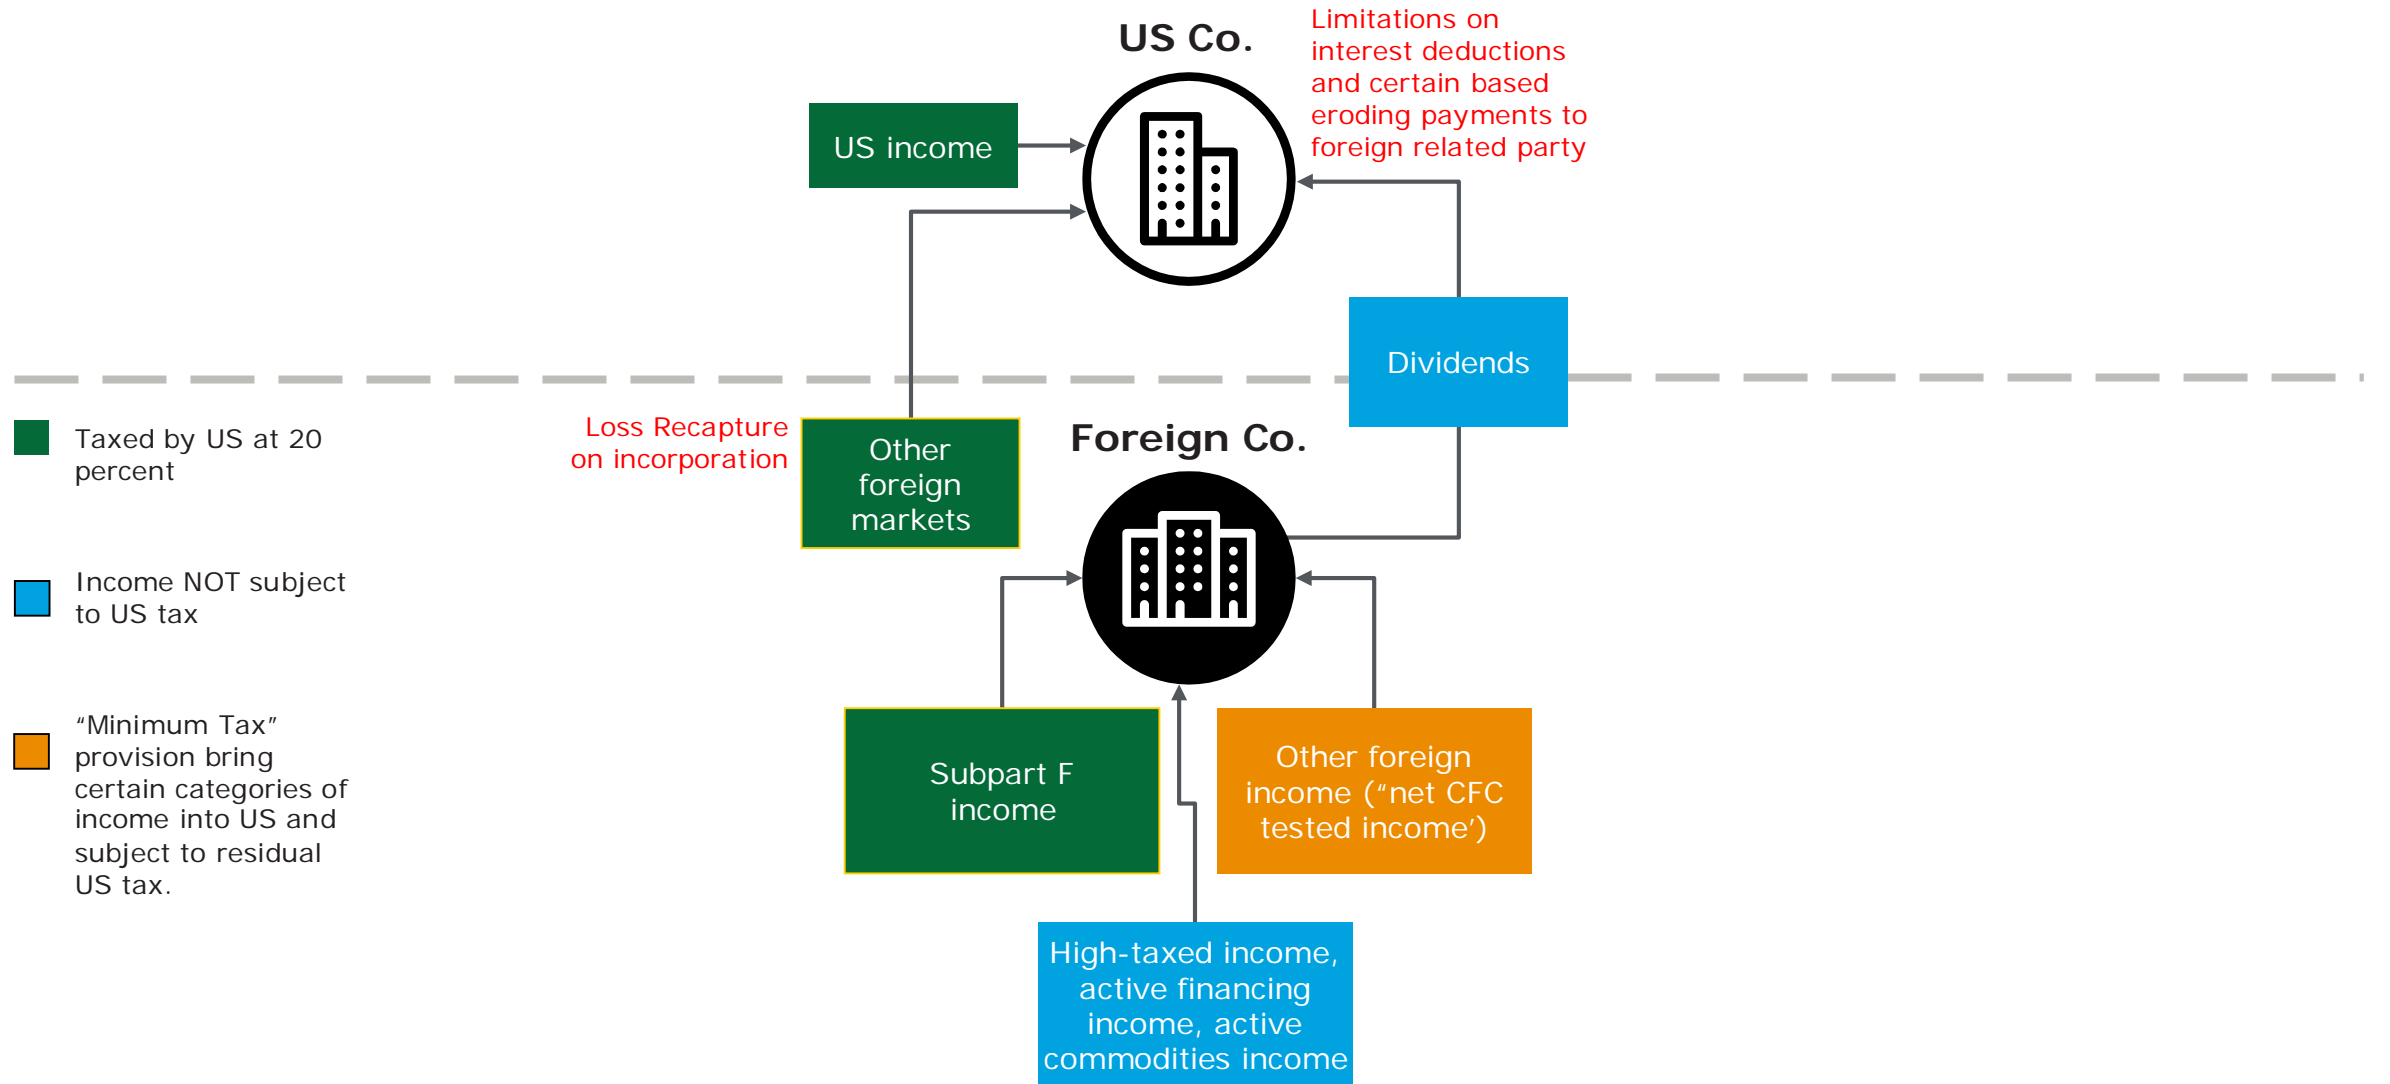 US Co.
Limitations on
interest deductions
and certain based
eroding payments to
foreign related party
US income
Dividends
Taxed by US at 20
percent
Income NOT subject
to US tax
“Minimum Tax”
provision bring
certain categories of
income into US and
subject to residual
US tax.
Loss Recapture
on incorporation
Other
foreign
markets
Foreign Co.
Subpart F
income
Other foreign
income (“net CFC
tested income’)
High-taxed income,
active financing
income, active
commodities income